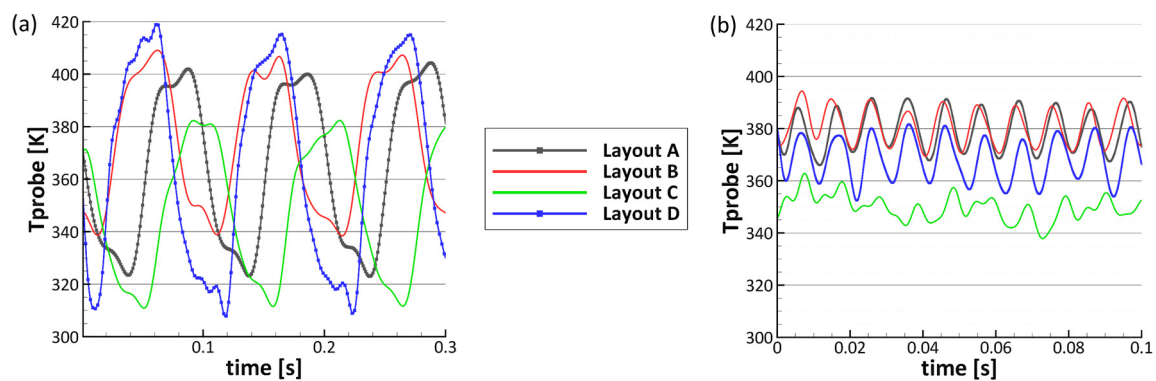 (a)
420
400
380
360
340
320
300
Tprobe [K]
0.1
0.2
0.3
time [s]
Layout A
Layout B
Layout C
Layout D
(b)
420
400
380
360
340
320
300
Tprobe [K]
0
0.02
0.04
0.06
0.08
0.1
time [s]